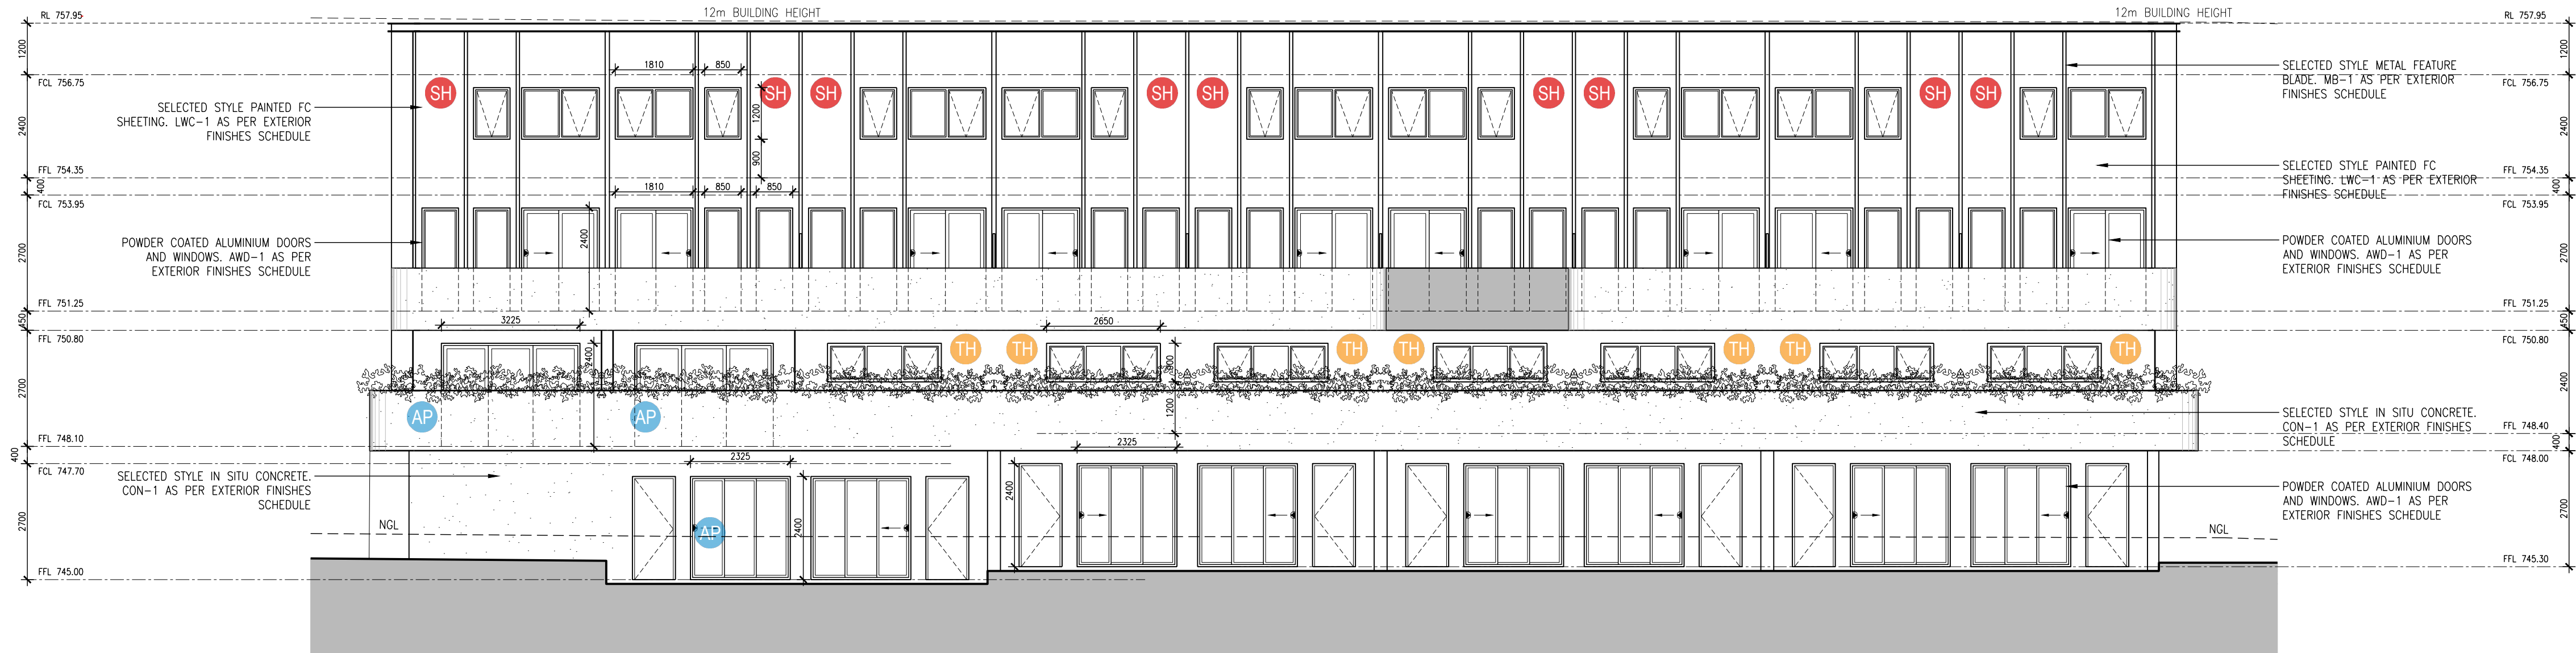 12m BUILDING HEIGHT
12m BUILDING HEIGHT
RL 757.95
RL 757.95
1200
1200
1810
850
SELECTED STYLE METAL FEATURE
BLADE. MB-1 AS PER EXTERIOR
FINISHES SCHEDULE
FCL 756.75
FCL 756.75
SH
SH
SH
SH
SH
SH
SH
SH
SH
SELECTED STYLE PAINTED FC
SHEETING. LWC-1 AS PER EXTERIOR
FINISHES SCHEDULE
1200
2400
2400
900
SELECTED STYLE PAINTED FC
SHEETING. LWC-1 AS PER EXTERIOR
FINISHES SCHEDULE
FFL 754.35
FFL 754.35
400
400
1810
850
850
FCL 753.95
FCL 753.95
POWDER COATED ALUMINIUM DOORS
AND WINDOWS. AWD-1 AS PER
EXTERIOR FINISHES SCHEDULE
2400
2700
2700
POWDER COATED ALUMINIUM DOORS
AND WINDOWS. AWD-1 AS PER
EXTERIOR FINISHES SCHEDULE
FFL 751.25
FFL 751.25
450
450
3225
2650
FFL 750.80
FCL 750.80
2400
TH
TH
TH
TH
TH
TH
TH
2700
2400
AP
AP
1200
SELECTED STYLE IN SITU CONCRETE.
CON-1 AS PER EXTERIOR FINISHES
SCHEDULE
FFL 748.10
FFL 748.40
400
400
2325
2325
FCL 747.70
FCL 748.00
SELECTED STYLE IN SITU CONCRETE.
CON-1 AS PER EXTERIOR FINISHES
SCHEDULE
2400
2400
2700
2700
POWDER COATED ALUMINIUM DOORS
AND WINDOWS. AWD-1 AS PER
EXTERIOR FINISHES SCHEDULE
NGL
AP
NGL
FFL 745.00
FFL 745.30